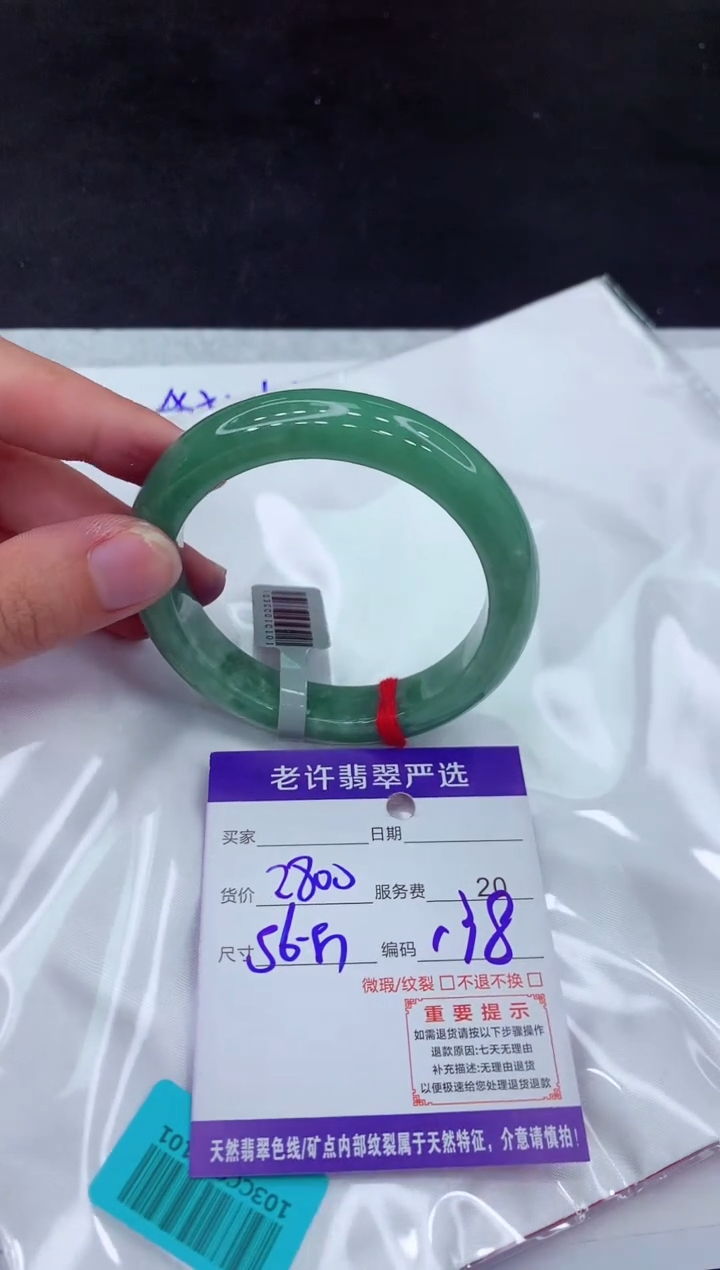 103CC01C101
老许翡翠严选
买家 日期
货价 2800 服务费 20
尺寸 56-57 编码 138
微瑕/纹裂 □ 不退不换 □
重要提示
如需退货请按以下步骤操作
退款原因:七天无理由
补充描述:无理由退货
以便极速给您处理退货退款
天然翡翠色线/矿点内部纹裂属于天然特征，介意请慎拍！